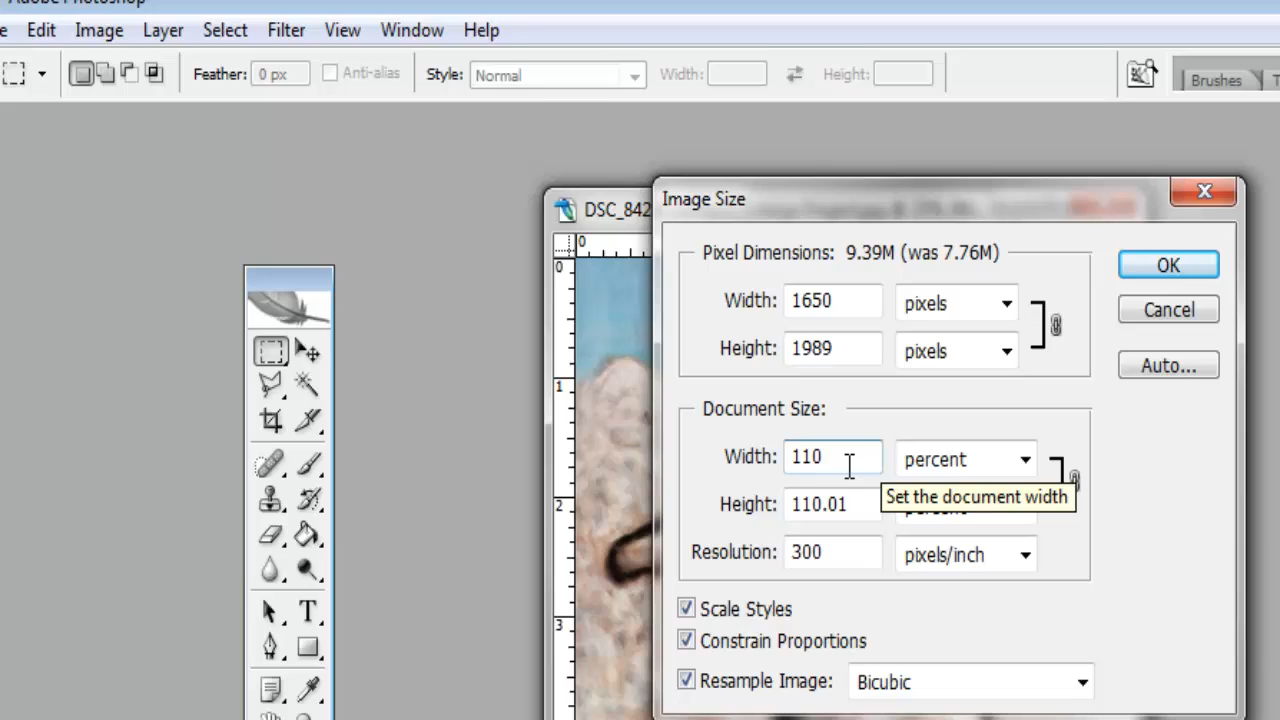 Adobe Photoshop
Edit Image Layer Select Filter View Window Help
Feather: 0 px Anti-alias Style: Normal Width: Height: Brushes
Image Size
DSC_842
Pixel Dimensions: 9.39M (was 7.76M)
OK
Width: 1650 pixels
Cancel
Height: 1989 pixels
Auto...
Document Size:
Width: 110 percent
Set the document width
Height: 110.01 percent
Resolution: 300 pixels/inch
Scale Styles
Constrain Proportions
Resample Image: Bicubic
0
0
1
2
3
T